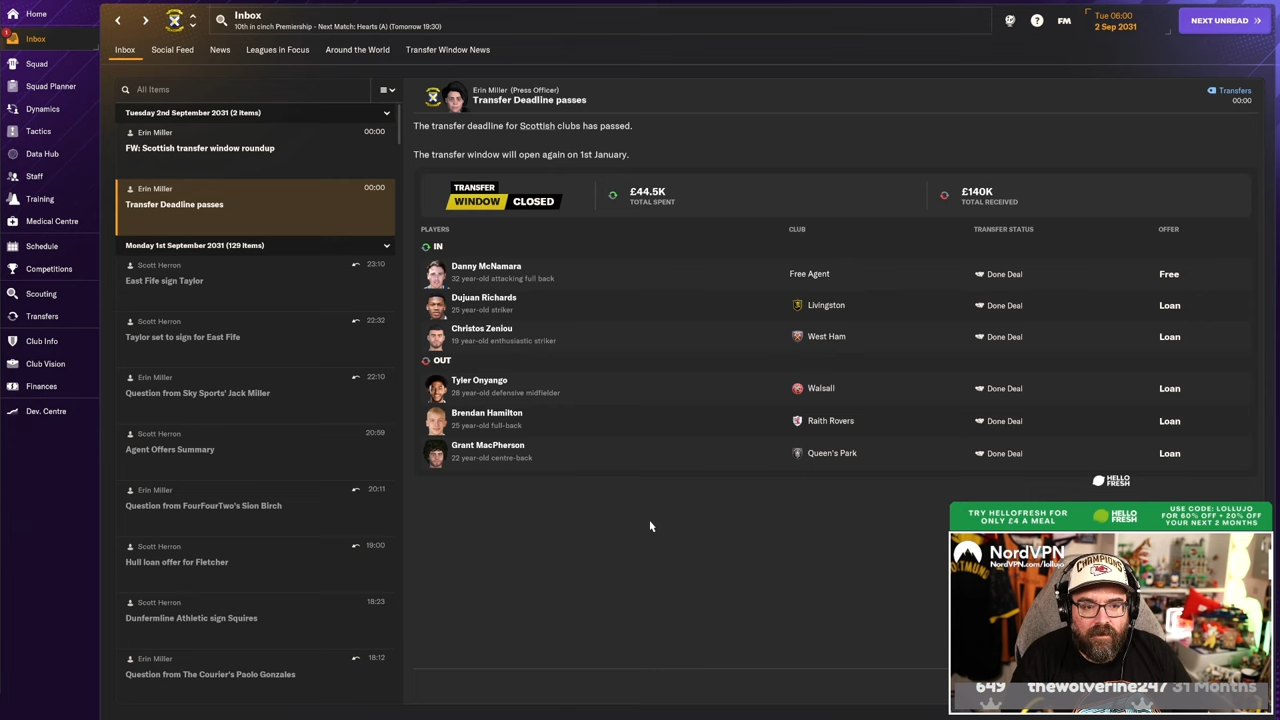 Home
Inbox
1
Squad
Squad Planner
Dynamics
Tactics
Data Hub
Staff
Training
Medical Centre
Schedule
Competitions
Scouting
Transfers
Club Info
Club Vision
Finances
Dev. Centre
Inbox
10th in cinch Premiership - Next Match: Hearts (A) (Tomorrow 19:30)
?
FM
Tue 06:00
2 Sep 2031
NEXT UNREAD
Inbox Social Feed News Leagues in Focus Around the World Transfer Window News
All Items
Tuesday 2nd September 2031 (2 items)
Erin Miller 00:00
FW: Scottish transfer window roundup
Erin Miller 00:00
Transfer Deadline passes
Monday 1st September 2031 (129 items)
Scott Herron 23:10
East Fife sign Taylor
Scott Herron 22:32
Taylor set to sign for East Fife
Erin Miller 22:10
Question from Sky Sports' Jack Miller
Scott Herron 20:59
Agent Offers Summary
Erin Miller 20:11
Question from FourFourTwo's Sion Birch
Scott Herron 19:00
Hull loan offer for Fletcher
Scott Herron 18:23
Dunfermline Athletic sign Squires
Erin Miller 18:12
Question from The Courier's Paolo Gonzales
Erin Miller (Press Officer)
Transfer Deadline passes
Transfers
00:00
The transfer deadline for Scottish clubs has passed.
The transfer window will open again on 1st January.
TRANSFER
WINDOW CLOSED
£44.5K
TOTAL SPENT
£140K
TOTAL RECEIVED
PLAYERS CLUB TRANSFER STATUS OFFER
IN
Danny McNamara
32 year-old attacking full back
Free Agent Done Deal Free
Dujuan Richards
25 year-old striker
Livingston Done Deal Loan
Christos Zeniou
19 year-old enthusiastic striker
West Ham Done Deal Loan
OUT
Tyler Onyango
28 year-old defensive midfielder
Walsall Done Deal Loan
Brendan Hamilton
25 year-old full-back
Raith Rovers Done Deal Loan
Grant MacPherson
22 year-old centre-back
Queen's Park Done Deal Loan
HELLO
FRESH
TRY HELLOFRESH FOR
ONLY £4 A MEAL
HELLO
FRESH
USE CODE: LOLLUJO
FOR 60% OFF + 20% OFF
YOUR NEXT 2 MONTHS
NordVPN
NordVPN.com/lollujo
CHAMPIONS
649 thewolverine247 31 Months